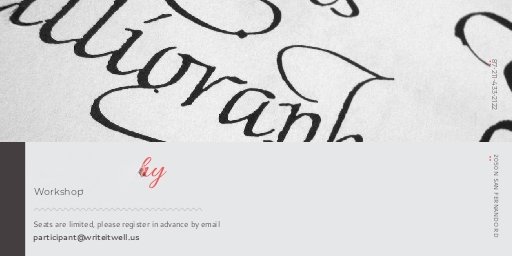 by
Workshop
Seats are limited, please register in advance by email
participant@writeitwell.us
87-211-433-2122
2050 N SAN FERNANDO RD